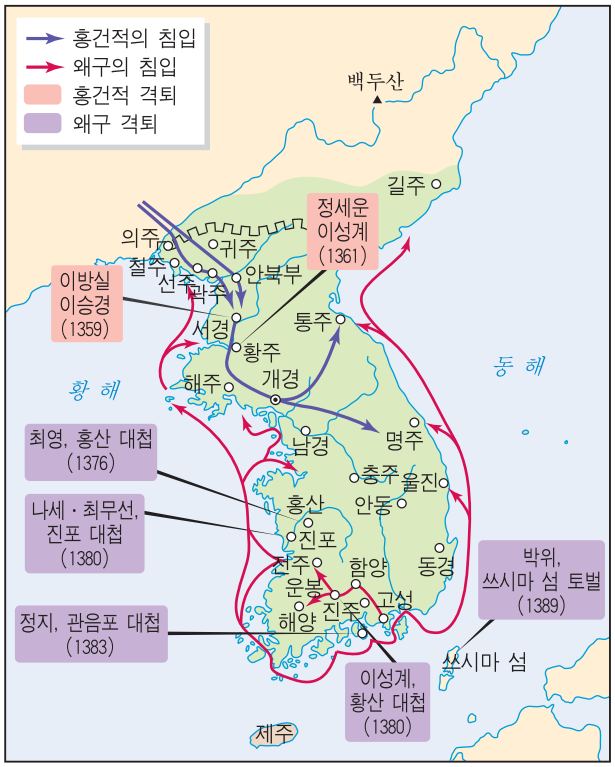 홍건적의 침입
왜구의 침입
홍건적 격퇴
왜구 격퇴
백두산
길주
정세운
이성계
(1361)
의주
귀주
철주
선주
곽주
안북부
이방실
이승경
(1359)
서경
통주
황주
동해
황해
해주
개경
남경
명주
최영, 홍산 대첩
(1376)
충주
울진
안동
나세·최무선,
진포 대첩
(1380)
홍산
진포
전주
함양
동경
박위,
쓰시마 섬 토벌
(1389)
운봉
진주
고성
해양
정지, 관음포 대첩
(1383)
쓰시마 섬
이성계,
황산 대첩
(1380)
제주